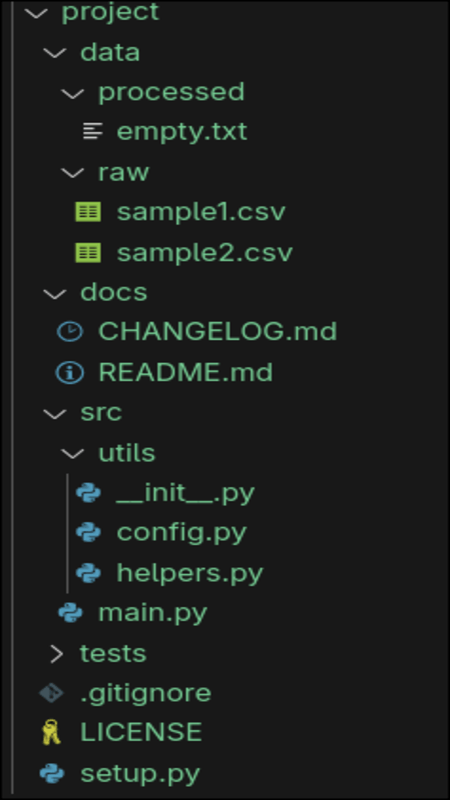 project
data
processed
empty.txt
raw
sample1.csv
sample2.csv
docs
CHANGELOG.md
README.md
src
utils
__init__.py
config.py
helpers.py
main.py
tests
.gitignore
LICENSE
setup.py